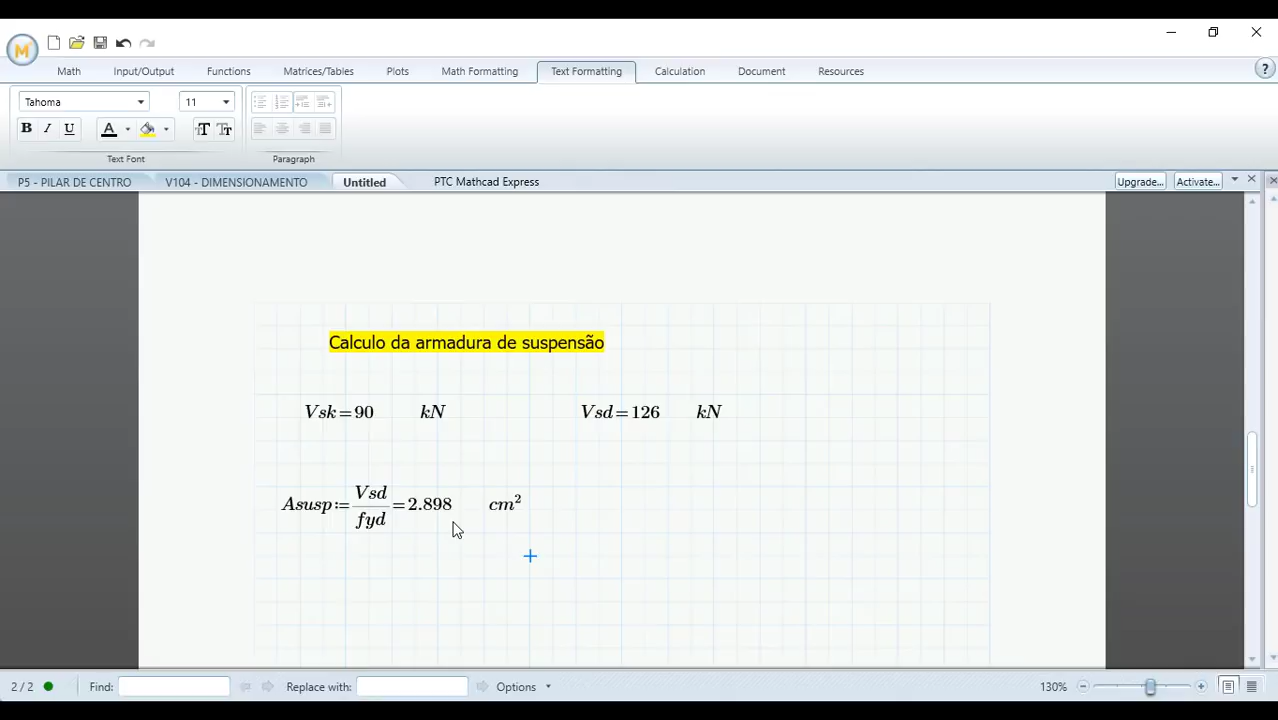 M
?
Math Input/Output Functions Matrices/Tables Plots Math Formatting Text Formatting Calculation Document Resources
Tahoma 11
B I U A TT Tт
Text Font Paragraph
P5 - PILAR DE CENTRO V104 - DIMENSIONAMENTO Untitled PTC Mathcad Express Upgrade... Activate...
Calculo da armadura de suspensão
Vsk=90 kN Vsd=126 kN
Asusp:=Vsd/fyd=2.898 cm²
2 / 2 Find: Replace with: Options 130%